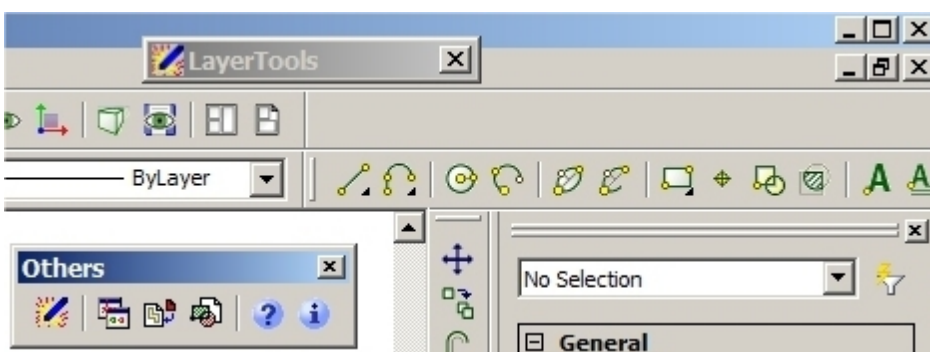 LayerTools
ByLayer
A A
Others
No Selection
? i
General